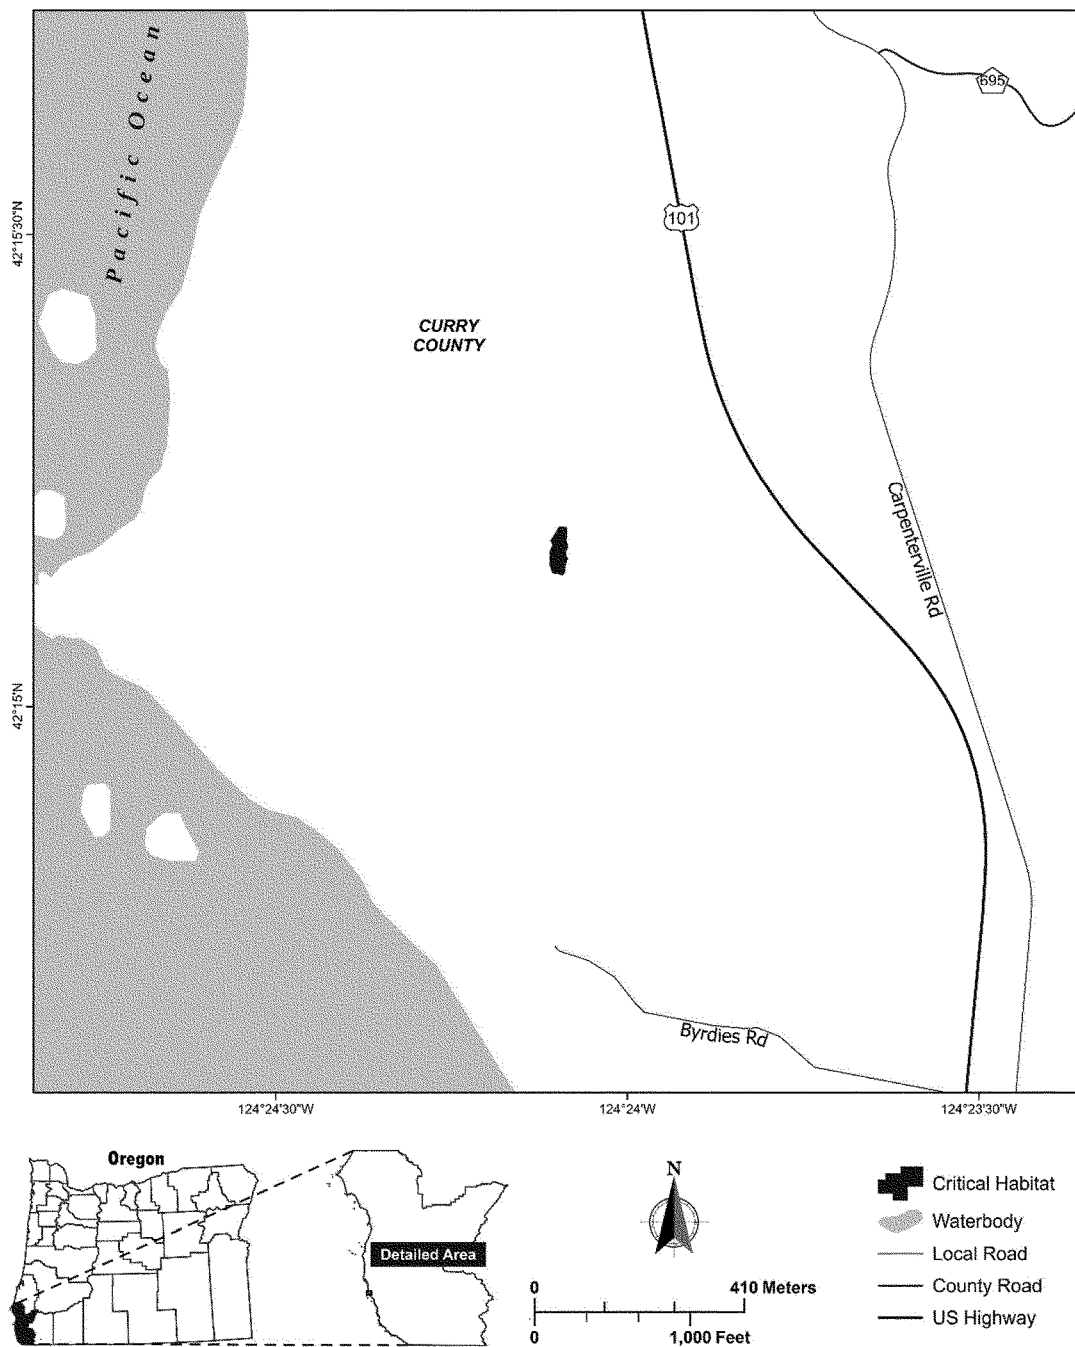 Pacific Ocean
695
101
42°15'30"N
CURRY
COUNTY
Carpenterville Rd
42°15'N
Byrdies Rd
124°24'30"W
124°24'W
124°23'30"W
Oregon
Detailed Area
N
0
410 Meters
0
1,000 Feet
Critical Habitat
Waterbody
Local Road
County Road
US Highway